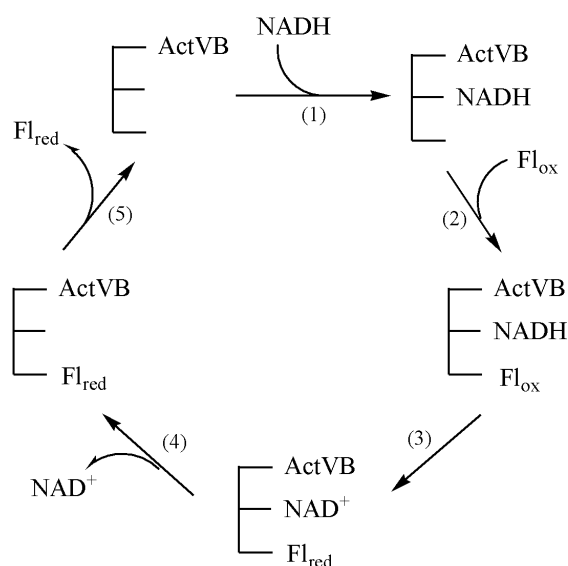 NADH
ActVB
(1)
ActVB
NADH
Fl_red
Fl_ox
(5)
(2)
ActVB
Fl_red
ActVB
NADH
Fl_ox
(4)
(3)
NAD⁺
ActVB
NAD⁺
Fl_red